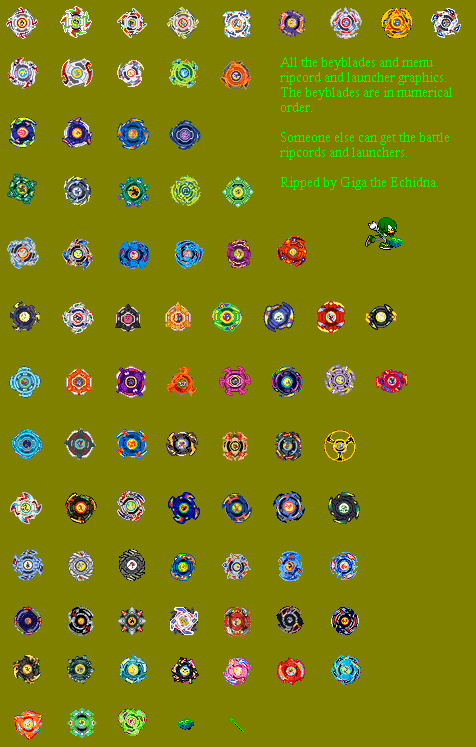 All the beyblades and menu
ripcord and launcher graphics.
The beyblades are in numerical
order.
Someone else can get the battle
ripcords and launchers.
Ripped by Giga the Echidna.